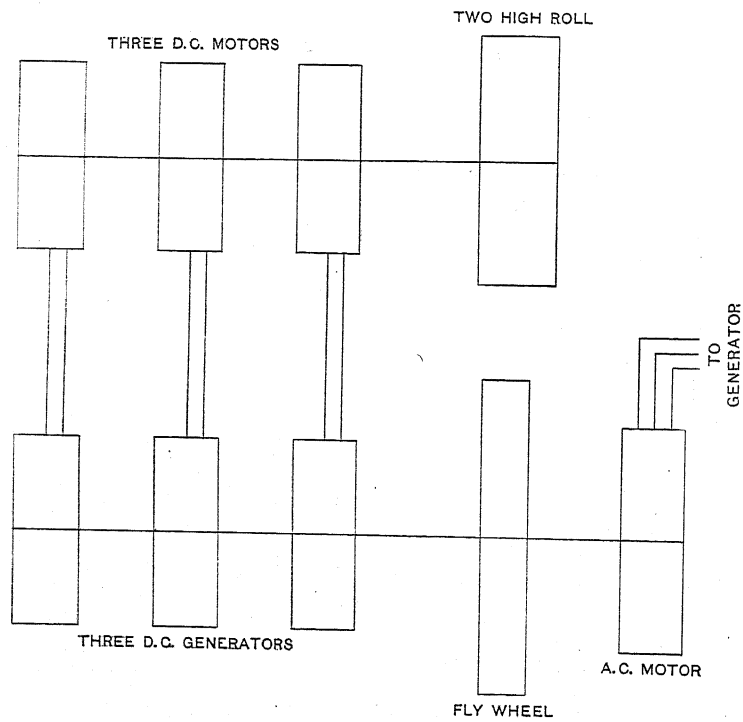 TWO HIGH ROLL
THREE D.C. MOTORS
TO
GENERATOR
THREE D.C. GENERATORS
A.C. MOTOR
FLY WHEEL